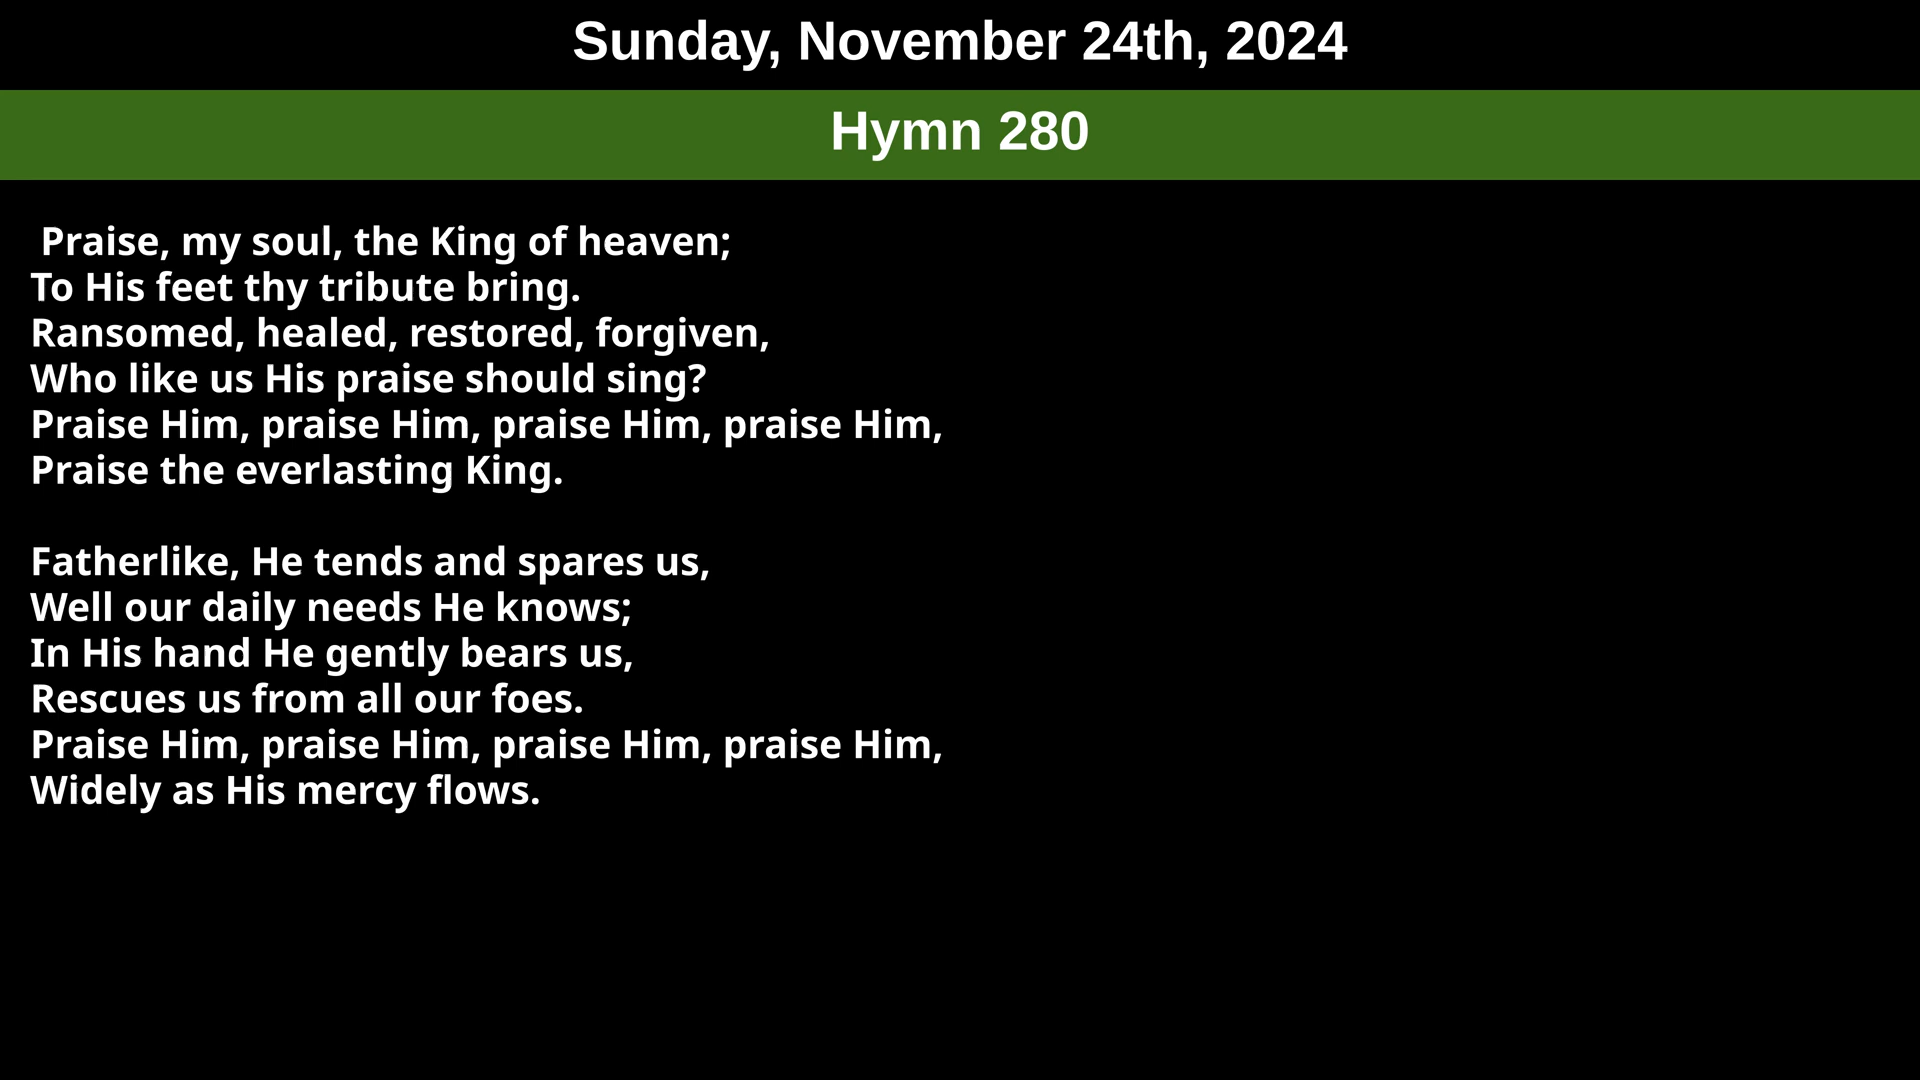 Sunday, November 24th, 2024
Hymn 280
Praise, my soul, the King of heaven;
To His feet thy tribute bring.
Ransomed, healed, restored, forgiven,
Who like us His praise should sing?
Praise Him, praise Him, praise Him, praise Him,
Praise the everlasting King.
Fatherlike, He tends and spares us,
Well our daily needs He knows;
In His hand He gently bears us,
Rescues us from all our foes.
Praise Him, praise Him, praise Him, praise Him,
Widely as His mercy flows.